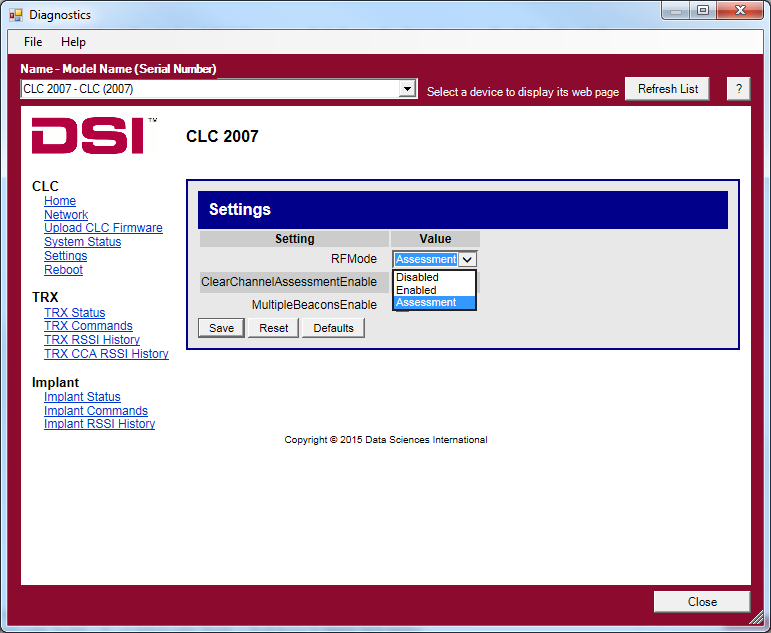 Diagnostics
File Help
Name - Model Name (Serial Number)
CLC 2007 - CLC (2007)
Select a device to display its web page
Refresh List
?
DSI™
CLC 2007
CLC
Home
Network
Upload CLC Firmware
System Status
Settings
Reboot
TRX
TRX Status
TRX Commands
TRX RSSI History
TRX CCA RSSI History
Implant
Implant Status
Implant Commands
Implant RSSI History
Settings
Setting Value
RFMode Assessment
ClearChannelAssessmentEnable
MultipleBeaconsEnable
Disabled
Enabled
Assessment
Save Reset Defaults
Copyright © 2015 Data Sciences International
Close